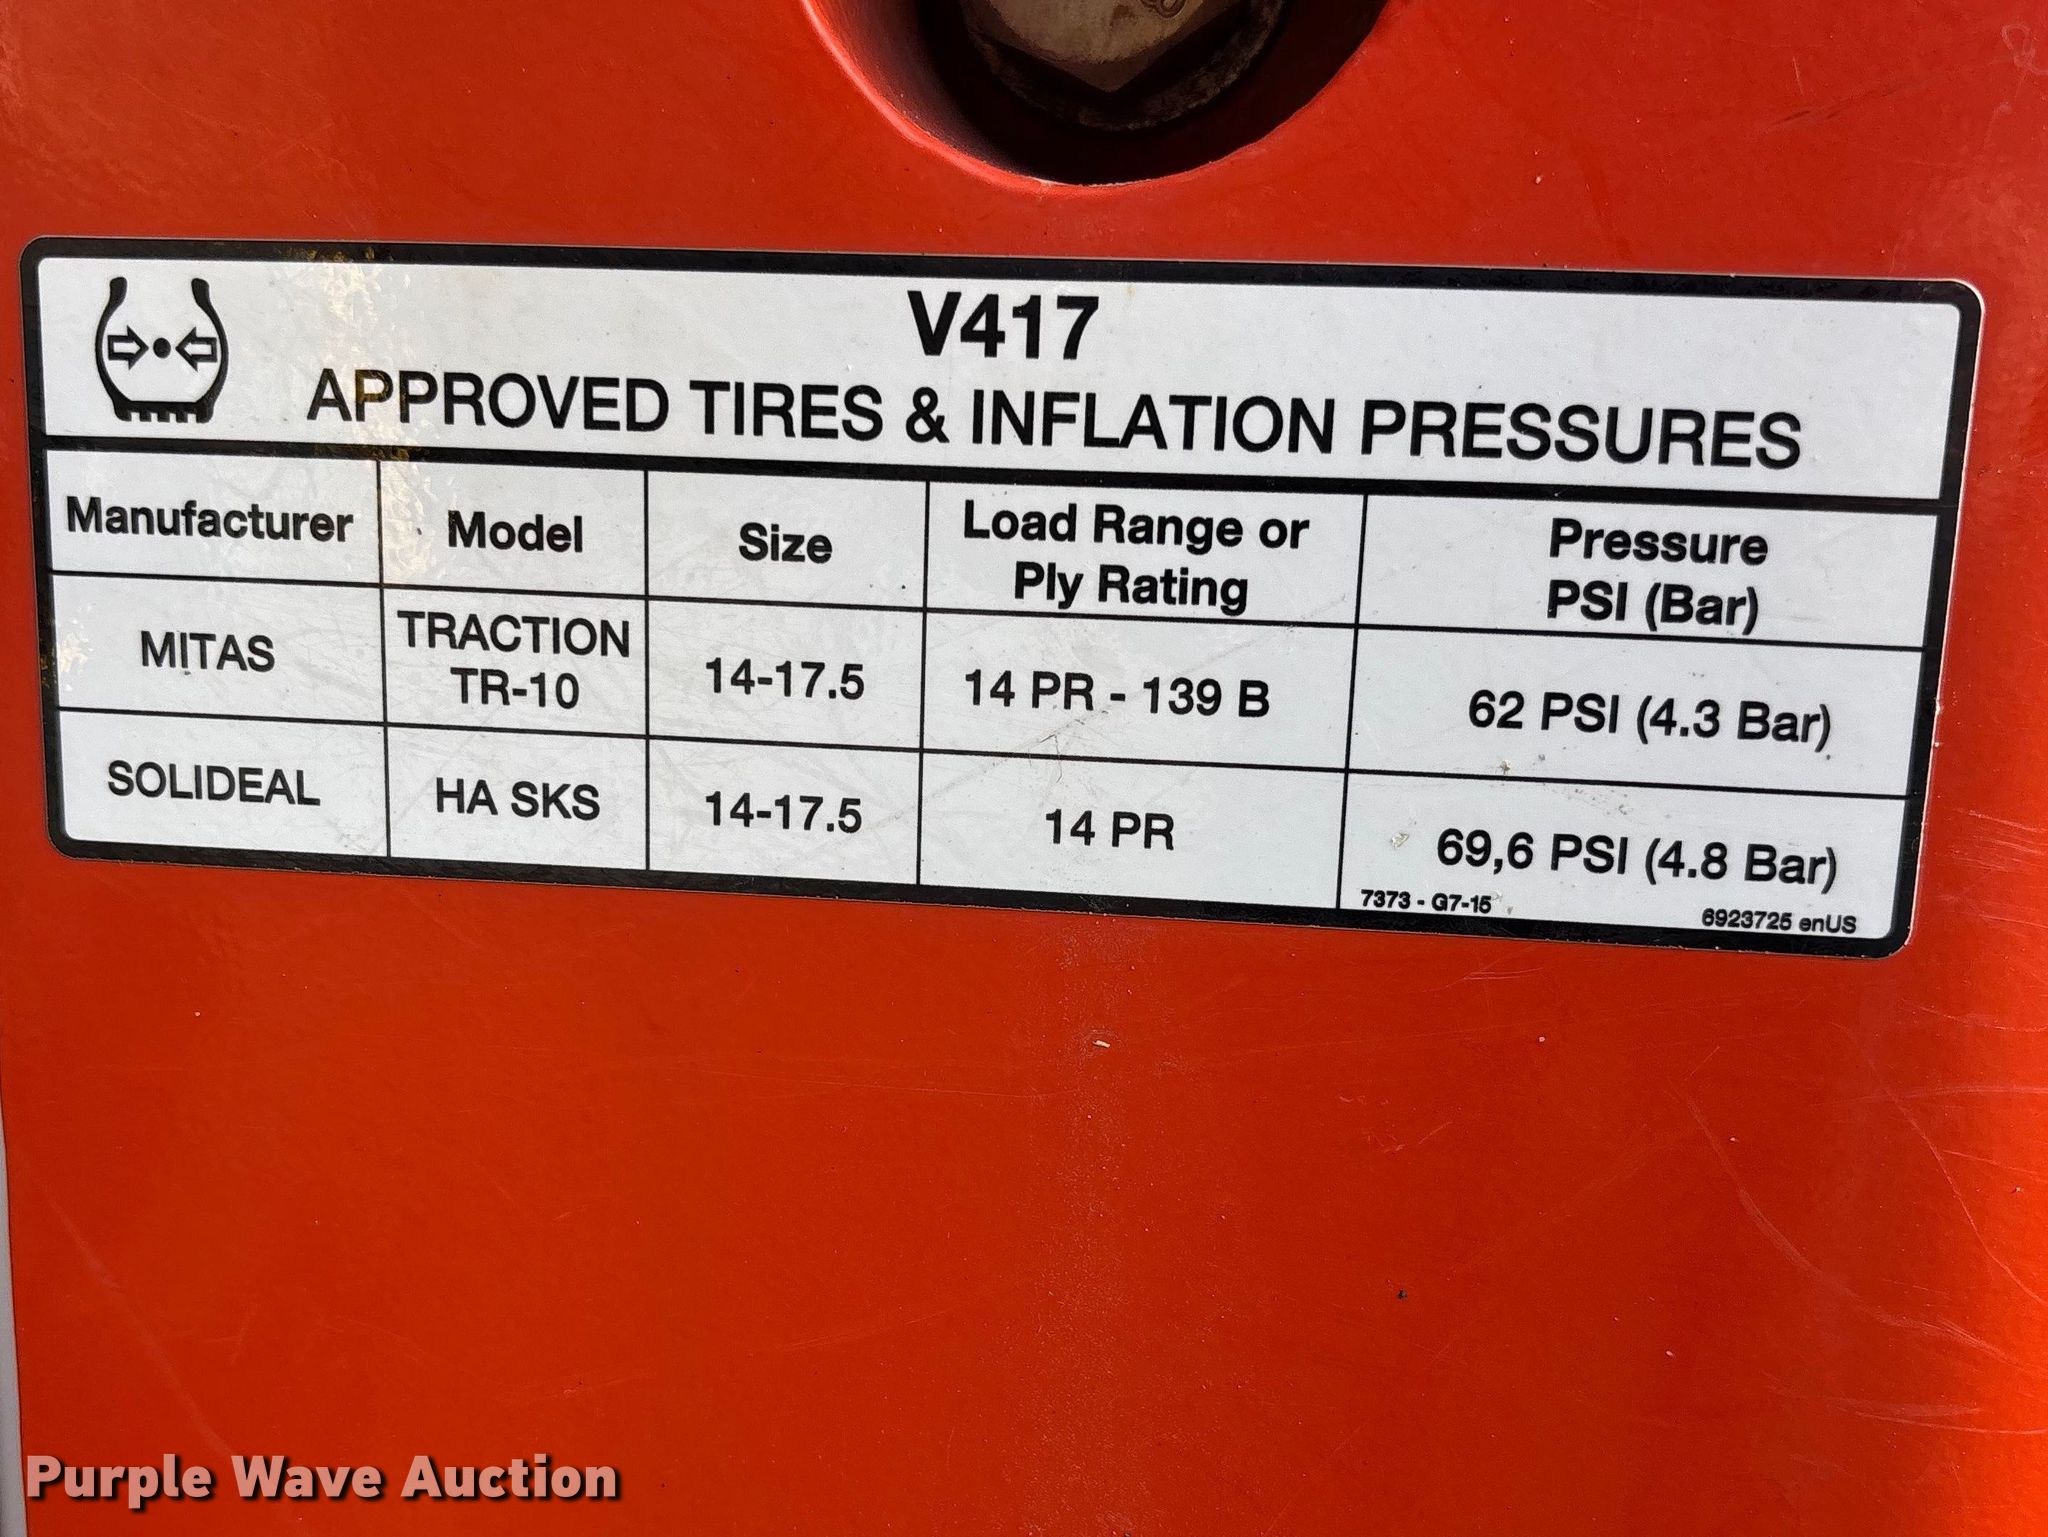 V417
APPROVED TIRES & INFLATION PRESSURES
Manufacturer Model Size Load Range or Ply Rating Pressure PSI (Bar)
MITAS TRACTION TR-10 14-17.5 14 PR - 139 B 62 PSI (4.3 Bar)
SOLIDEAL HA SKS 14-17.5 14 PR 69,6 PSI (4.8 Bar)
7373 - G7-15 6923725 enUS
Purple Wave Auction